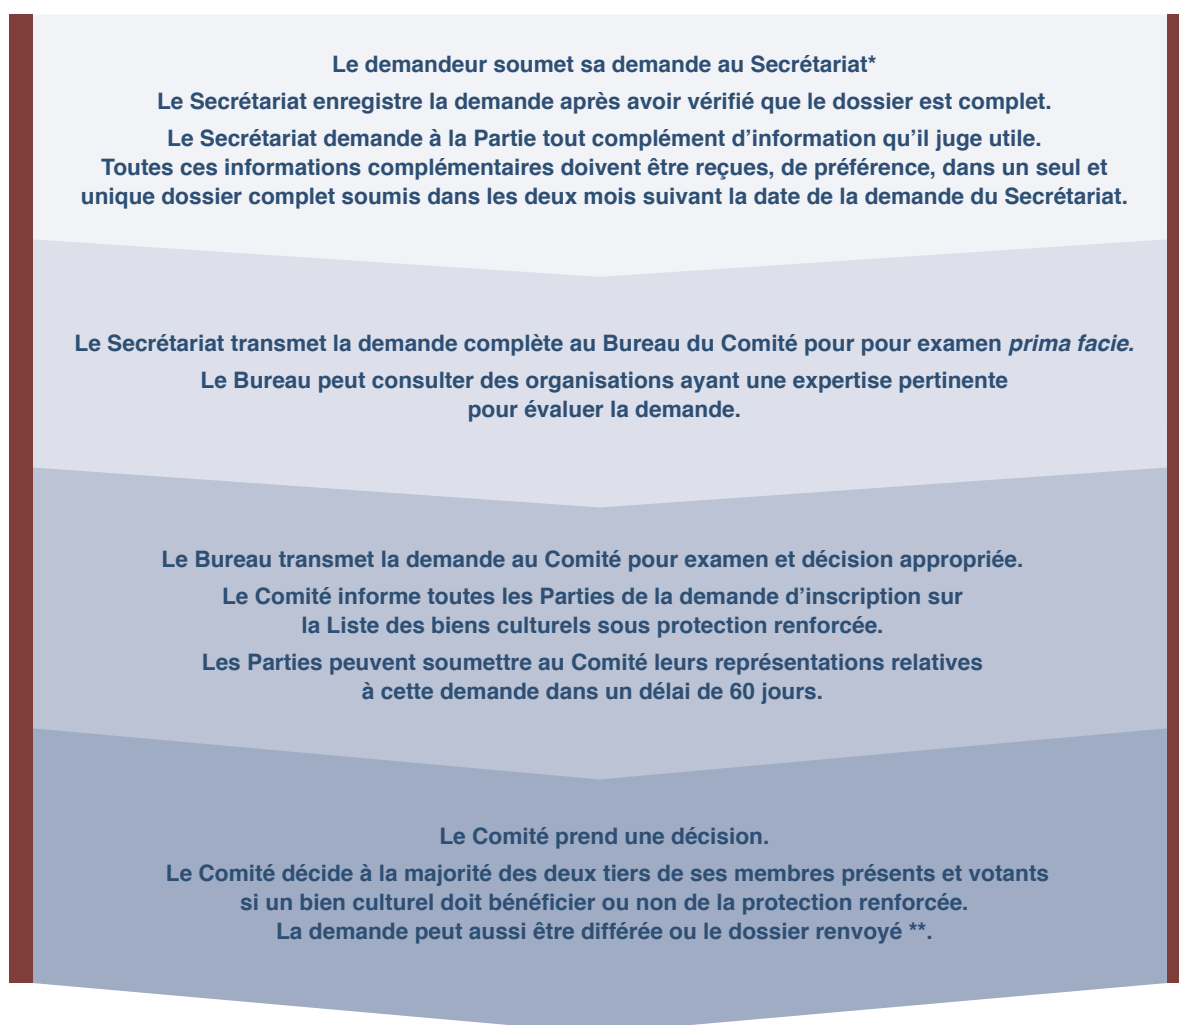 Le demandeur soumet sa demande au Secrétariat*
Le Secrétariat enregistre la demande après avoir vérifié que le dossier est complet.
Le Secrétariat demande à la Partie tout complément d’information qu’il juge utile.
Toutes ces informations complémentaires doivent être reçues, de préférence, dans un seul et
unique dossier complet soumis dans les deux mois suivant la date de la demande du Secrétariat.
Le Secrétariat transmet la demande complète au Bureau du Comité pour pour examen prima facie.
Le Bureau peut consulter des organisations ayant une expertise pertinente
pour évaluer la demande.
Le Bureau transmet la demande au Comité pour examen et décision appropriée.
Le Comité informe toutes les Parties de la demande d’inscription sur
la Liste des biens culturels sous protection renforcée.
Les Parties peuvent soumettre au Comité leurs représentations relatives
à cette demande dans un délai de 60 jours.
Le Comité prend une décision.
Le Comité décide à la majorité des deux tiers de ses membres présents et votants
si un bien culturel doit bénéficier ou non de la protection renforcée.
La demande peut aussi être différée ou le dossier renvoyé **.